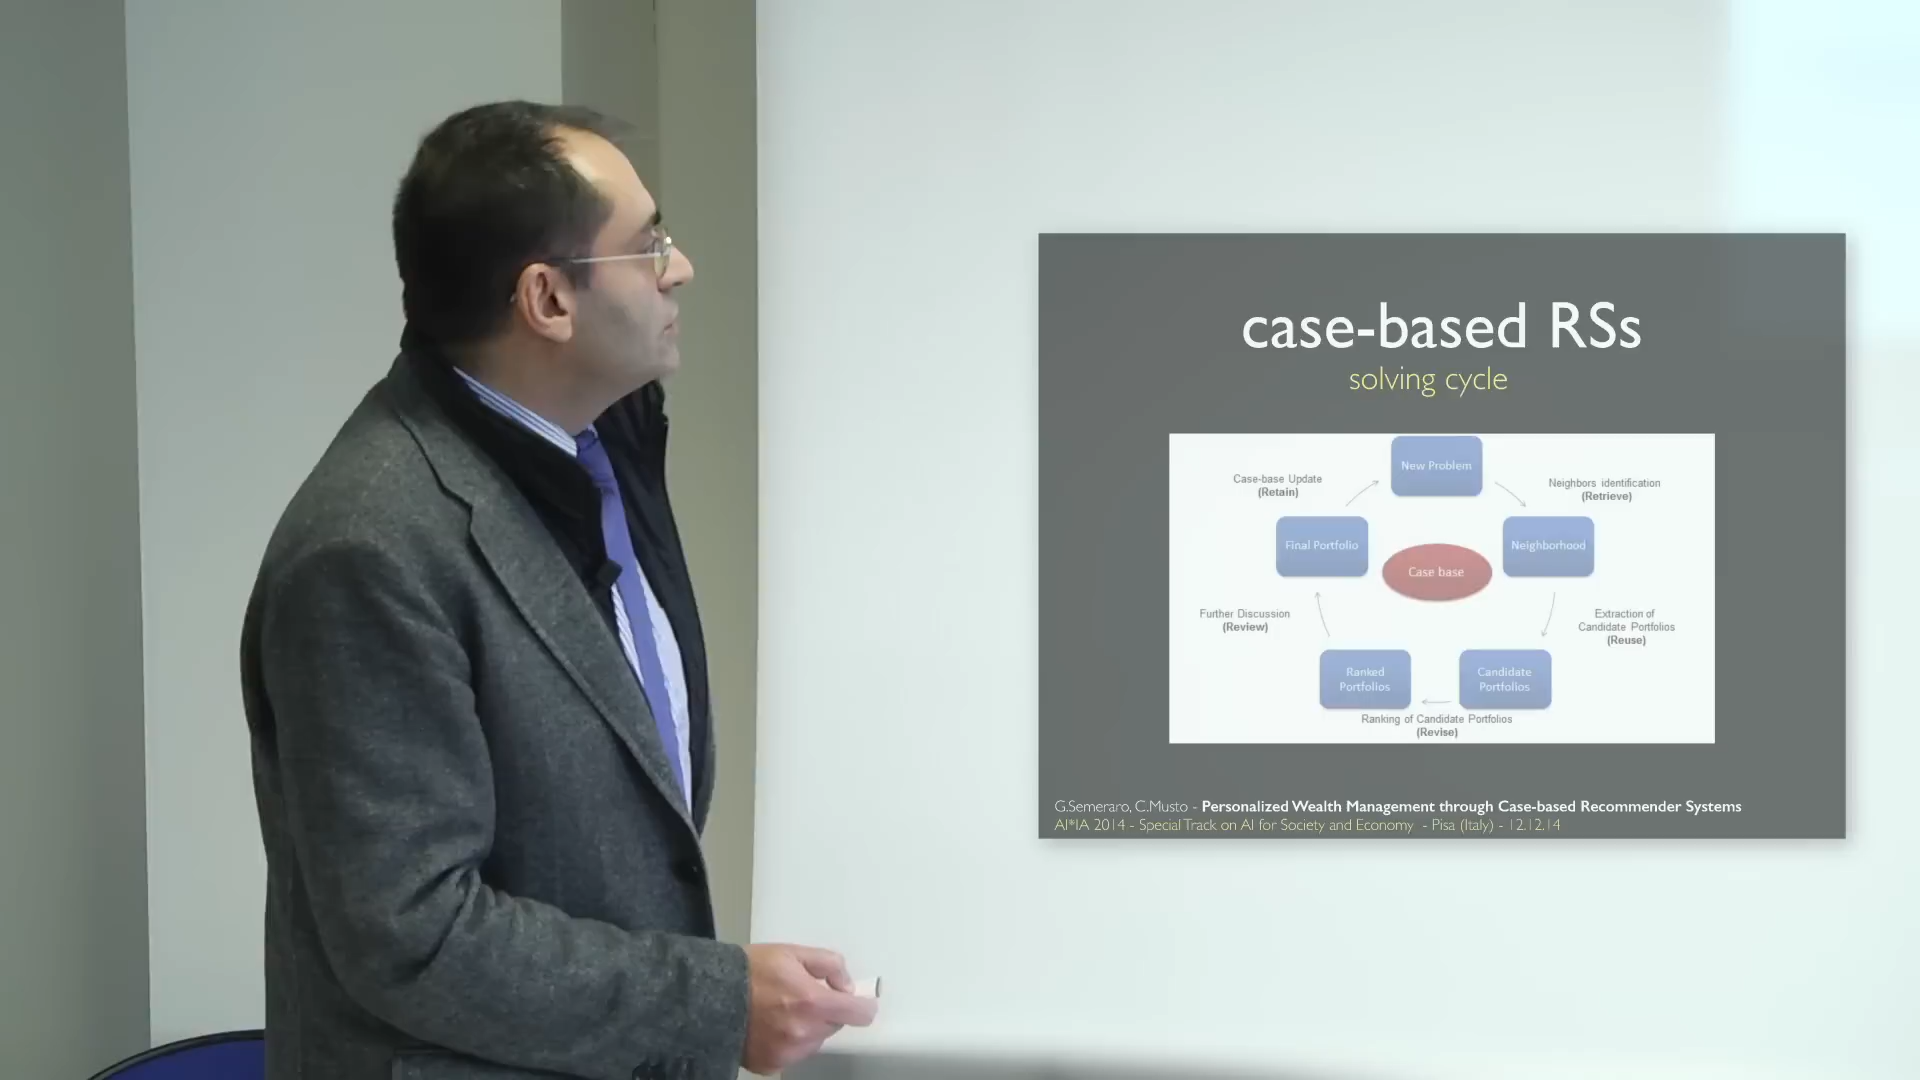 case-based RSs
solving cycle
New Problem
Case-base Update
(Retain)
Neighbors identification
(Retrieve)
Final Portfolio
Neighborhood
Case base
Further Discussion
(Review)
Extraction of
Candidate Portfolios
(Reuse)
Ranked
Portfolios
Candidate
Portfolios
Ranking of Candidate Portfolios
(Revise)
G.Semeraro, C.Musto - Personalized Wealth Management through Case-based Recommender Systems
AI*IA 2014 - Special Track on AI for Society and Economy - Pisa (Italy) - 12.12.14